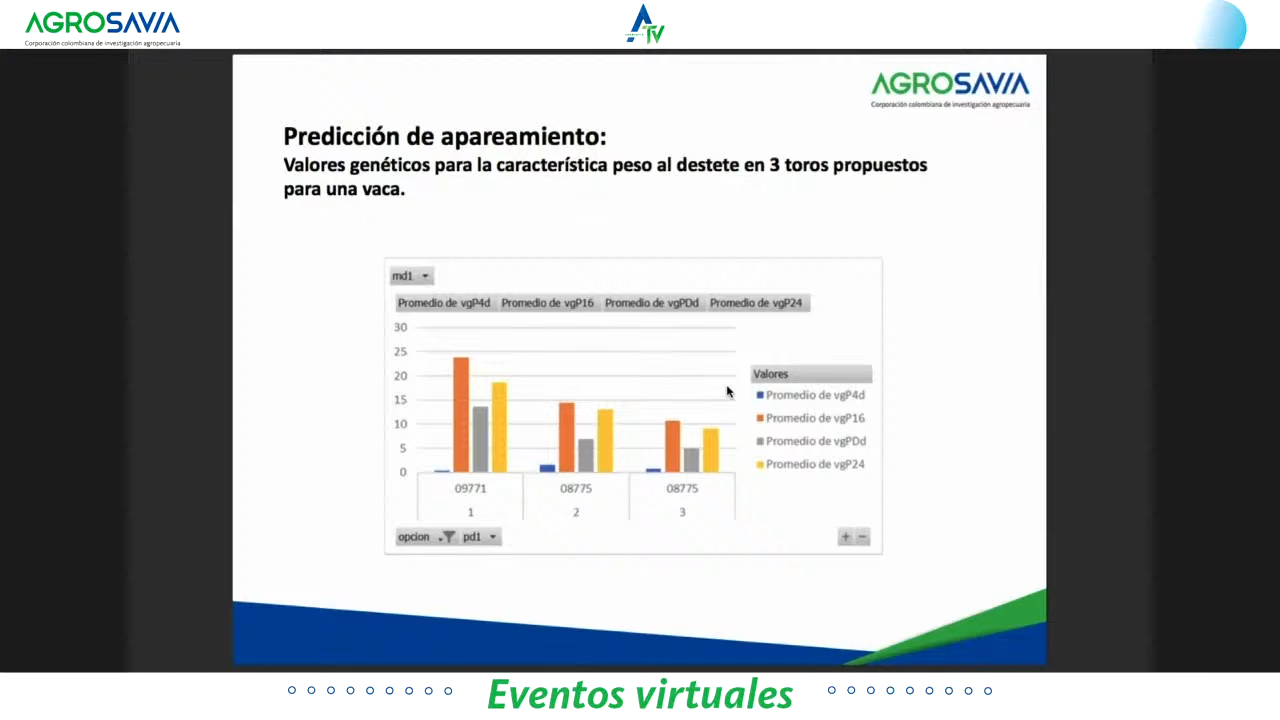 AGROSAVIA
Corporación colombiana de investigación agropecuaria
ATV
AGROSAVIA
Corporación colombiana de investigación agropecuaria
Predicción de apareamiento:
Valores genéticos para la característica peso al destete en 3 toros propuestos
para una vaca.
md1
Promedio de vgP4d Promedio de vgP16 Promedio de vgPDd Promedio de vgP24
30
25
20
15
10
5
0
Valores
Promedio de vgP4d
Promedio de vgP16
Promedio de vgPDd
Promedio de vgP24
09771 08775 08775
1 2 3
opcion pd1
+ −
Eventos virtuales